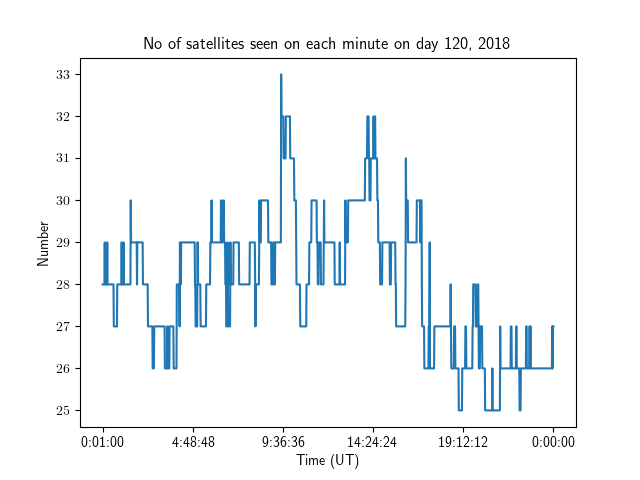 No of satellites seen on each minute on day 120, 2018
33
32
31
30
29
28
27
26
25
Number
0:01:00 4:48:48 9:36:36 14:24:24 19:12:12 0:00:00
Time (UT)